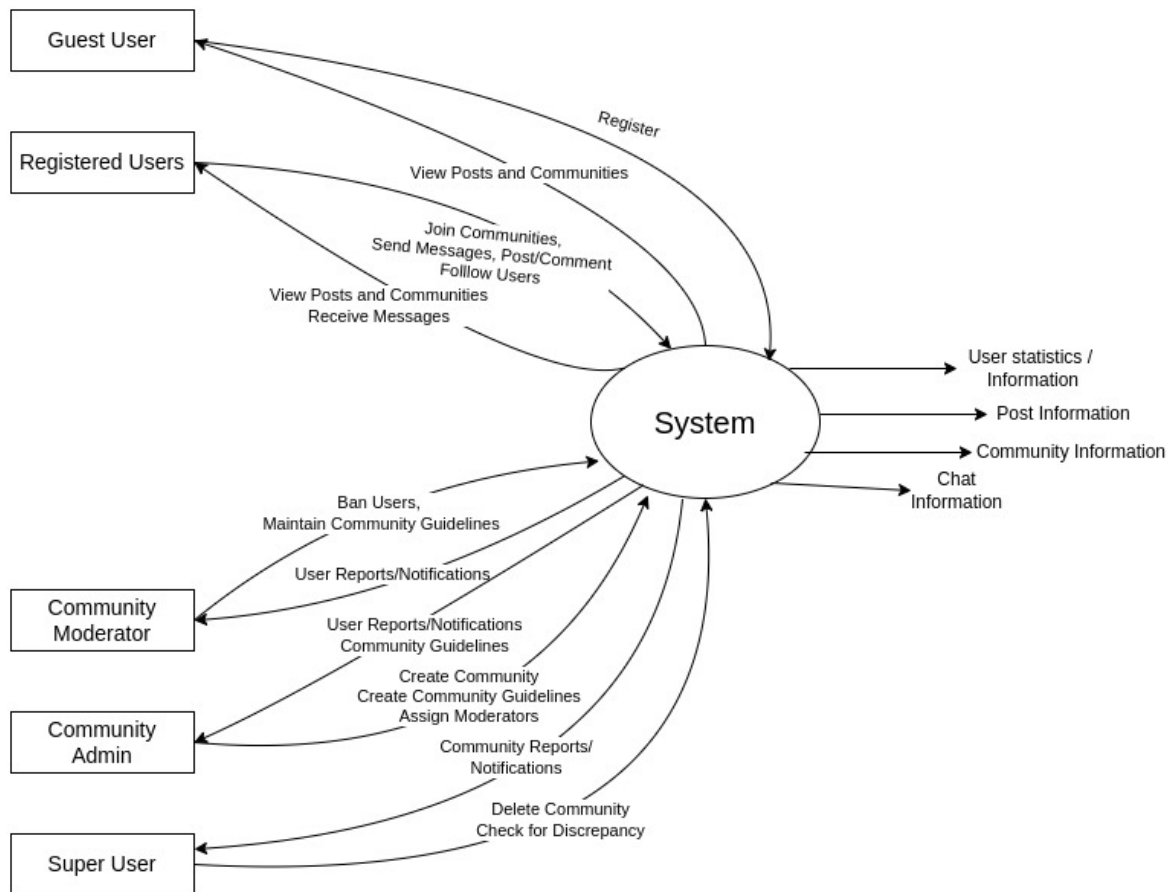 Guest User
Register
Registered Users
View Posts and Communities
Join Communities,
Send Messages, Post/Comment
Folllow Users
View Posts and Communities
Receive Messages
System
User statistics /
Information
Post Information
Community Information
Chat
Information
Ban Users,
Maintain Community Guidelines
User Reports/Notifications
Community
Moderator
User Reports/Notifications
Community Guidelines
Create Community
Create Community Guidelines
Assign Moderators
Community
Admin
Community Reports/
Notifications
Delete Community
Check for Discrepancy
Super User